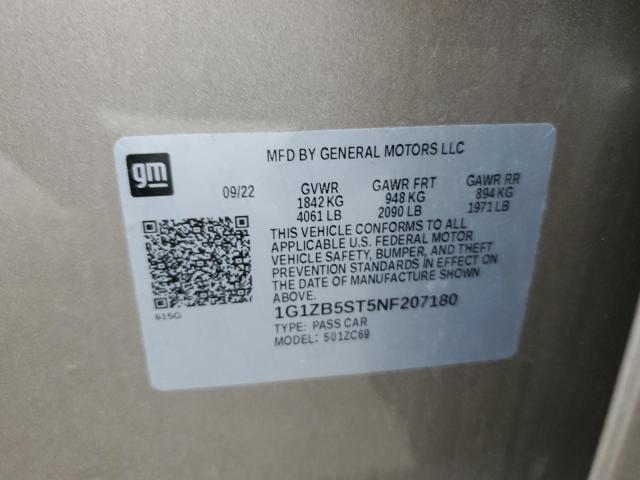 MFD BY GENERAL MOTORS LLC
gm
09/22 GVWR GAWR FRT GAWR RR
1842 KG 948 KG 894 KG
4061 LB 2090 LB 1971 LB
THIS VEHICLE CONFORMS TO ALL
APPLICABLE U.S. FEDERAL MOTOR
VEHICLE SAFETY, BUMPER, AND THEFT
PREVENTION STANDARDS IN EFFECT ON
THE DATE OF MANUFACTURE SHOWN
ABOVE.
615G
1G1ZB5ST5NF207180
TYPE: PASS CAR
MODEL: 501ZC69